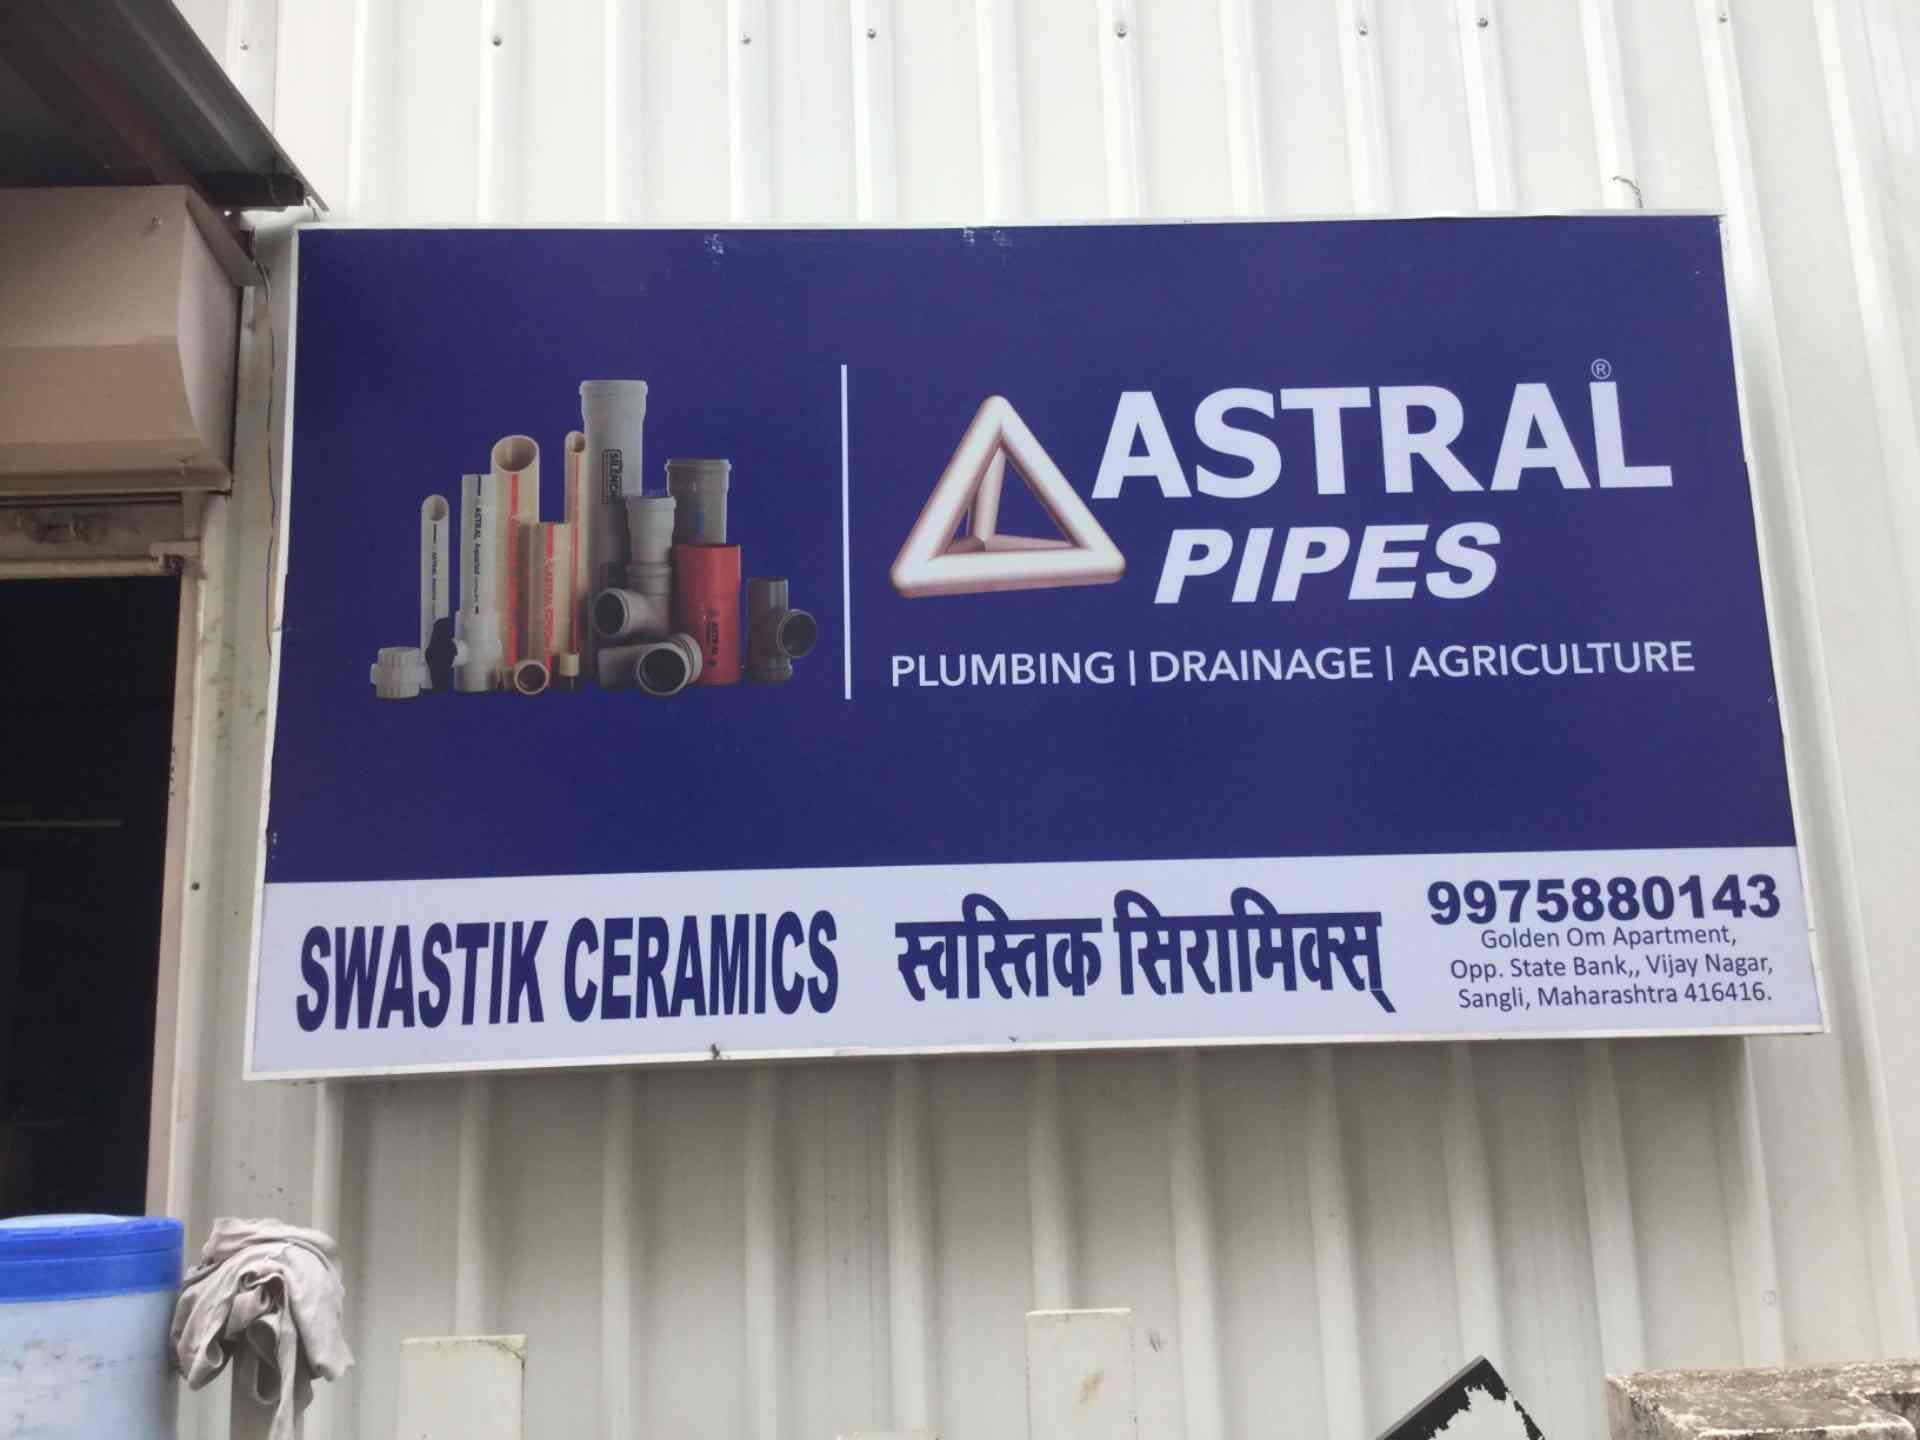 ASTRAL®
PIPES
PLUMBING | DRAINAGE | AGRICULTURE
SWASTIK CERAMICS
स्वस्तिक सिरामिक्स्
9975880143
Golden Om Apartment,
Opp. State Bank,, Vijay Nagar,
Sangli, Maharashtra 416416.